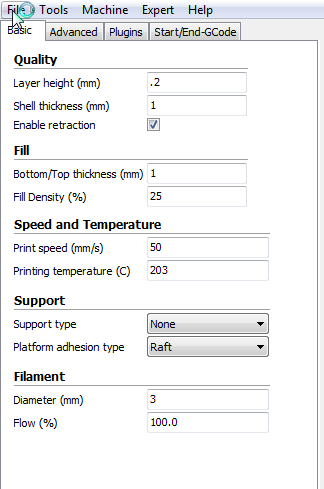 File Tools Machine Expert Help
Basic Advanced Plugins Start/End-GCode
Quality
Layer height (mm) .2
Shell thickness (mm) 1
Enable retraction
Fill
Bottom/Top thickness (mm) 1
Fill Density (%) 25
Speed and Temperature
Print speed (mm/s) 50
Printing temperature (C) 203
Support
Support type None
Platform adhesion type Raft
Filament
Diameter (mm) 3
Flow (%) 100.0